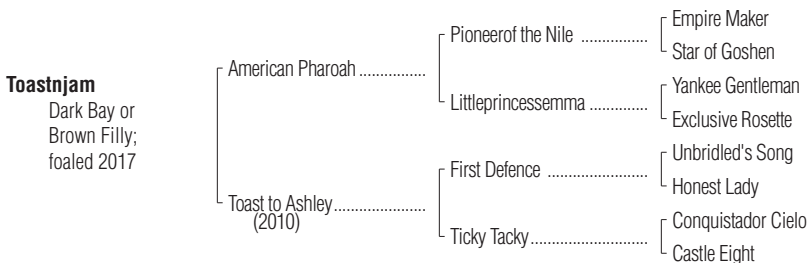 Toastnjam
Dark Bay or
Brown Filly;
foaled 2017
American Pharoah ................
Toast to Ashley......................
(2010)
Pioneerof the Nile ................
Littleprincessemma ..............
First Defence ........................
Ticky Tacky............................
Empire Maker
Star of Goshen
Yankee Gentleman
Exclusive Rosette
Unbridled's Song
Honest Lady
Conquistador Cielo
Castle Eight